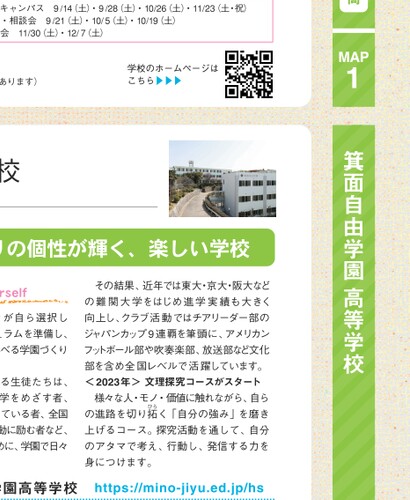 キャンパス 9/14（土）・9/28（土）・10/26（土）・11/23（土・祝）
・相談会 9/21（土）・10/5（土）・10/19（土）
会 11/30（土）・12/7（土）
学校のホームページは
こちら▶▶▶
あります）
MAP
1
校
箕面自由学園 高等学校
りの個性が輝く、楽しい学校
rself
が自ら選択し
ュラムを準備し、
べる学園づくり
る生徒たちは、
学をめざす者、
ている者、全国
動に励む者など、
めに、学園で日々
その結果、近年では東大・京大・阪大など
の難関大学をはじめ進学実績も大きく
向上し、クラブ活動ではチアリーダー部の
ジャパンカップ9連覇を筆頭に、アメリカン
フットボール部や吹奏楽部、放送部など文化
部を含め全国レベルで活躍しています。
＜2023年＞ 文理探究コースがスタート
様々な人・モノ・価値に触れながら、自ら
の進路を切り拓く「自分の強み」を磨き
上げるコース。探究活動を通して、自分
のアタマで考え、行動し、発信する力を
身につけます。
学園高等学校 https://mino-jiyu.ed.jp/hs